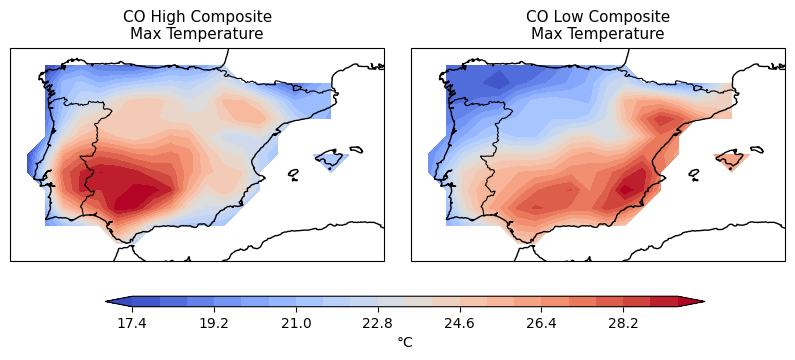 CO High Composite
Max Temperature
CO Low Composite
Max Temperature
17.4 19.2 21.0 22.8 24.6 26.4 28.2
°C